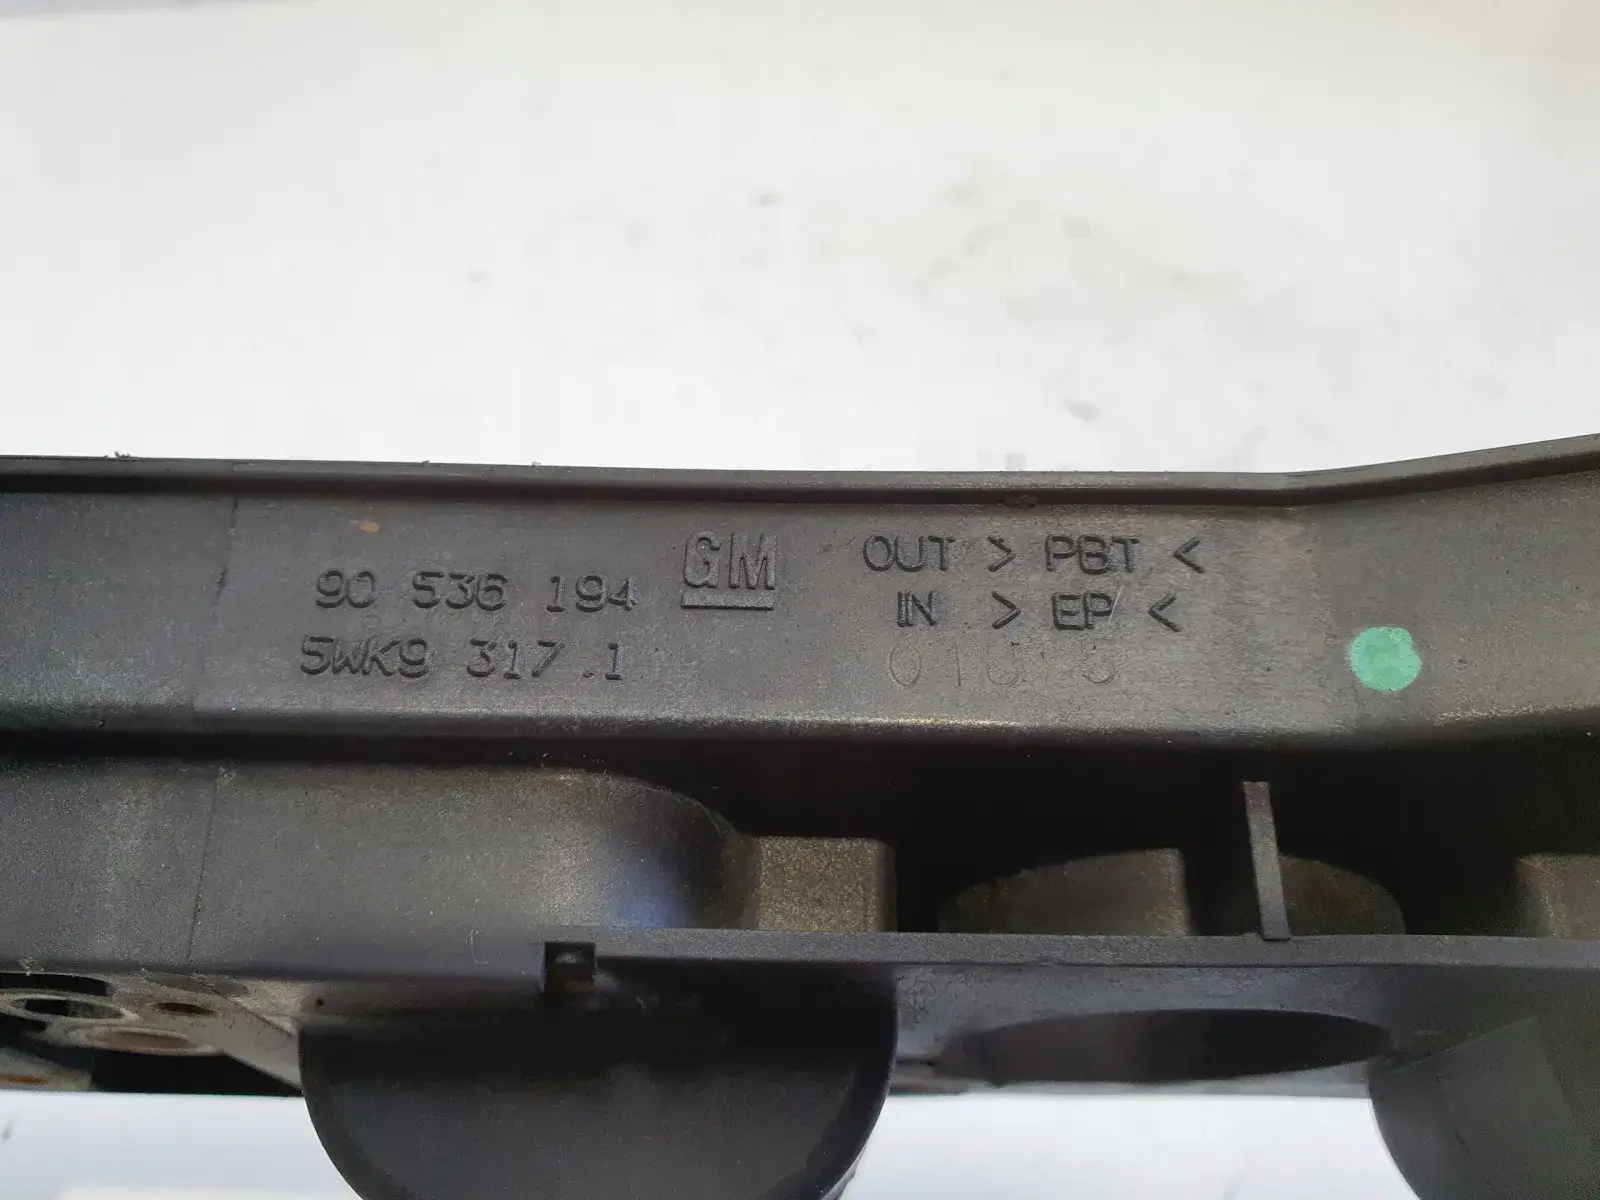 90 536 194
5WK9 317.1
GM
OUT > PBT <
IN > EP <